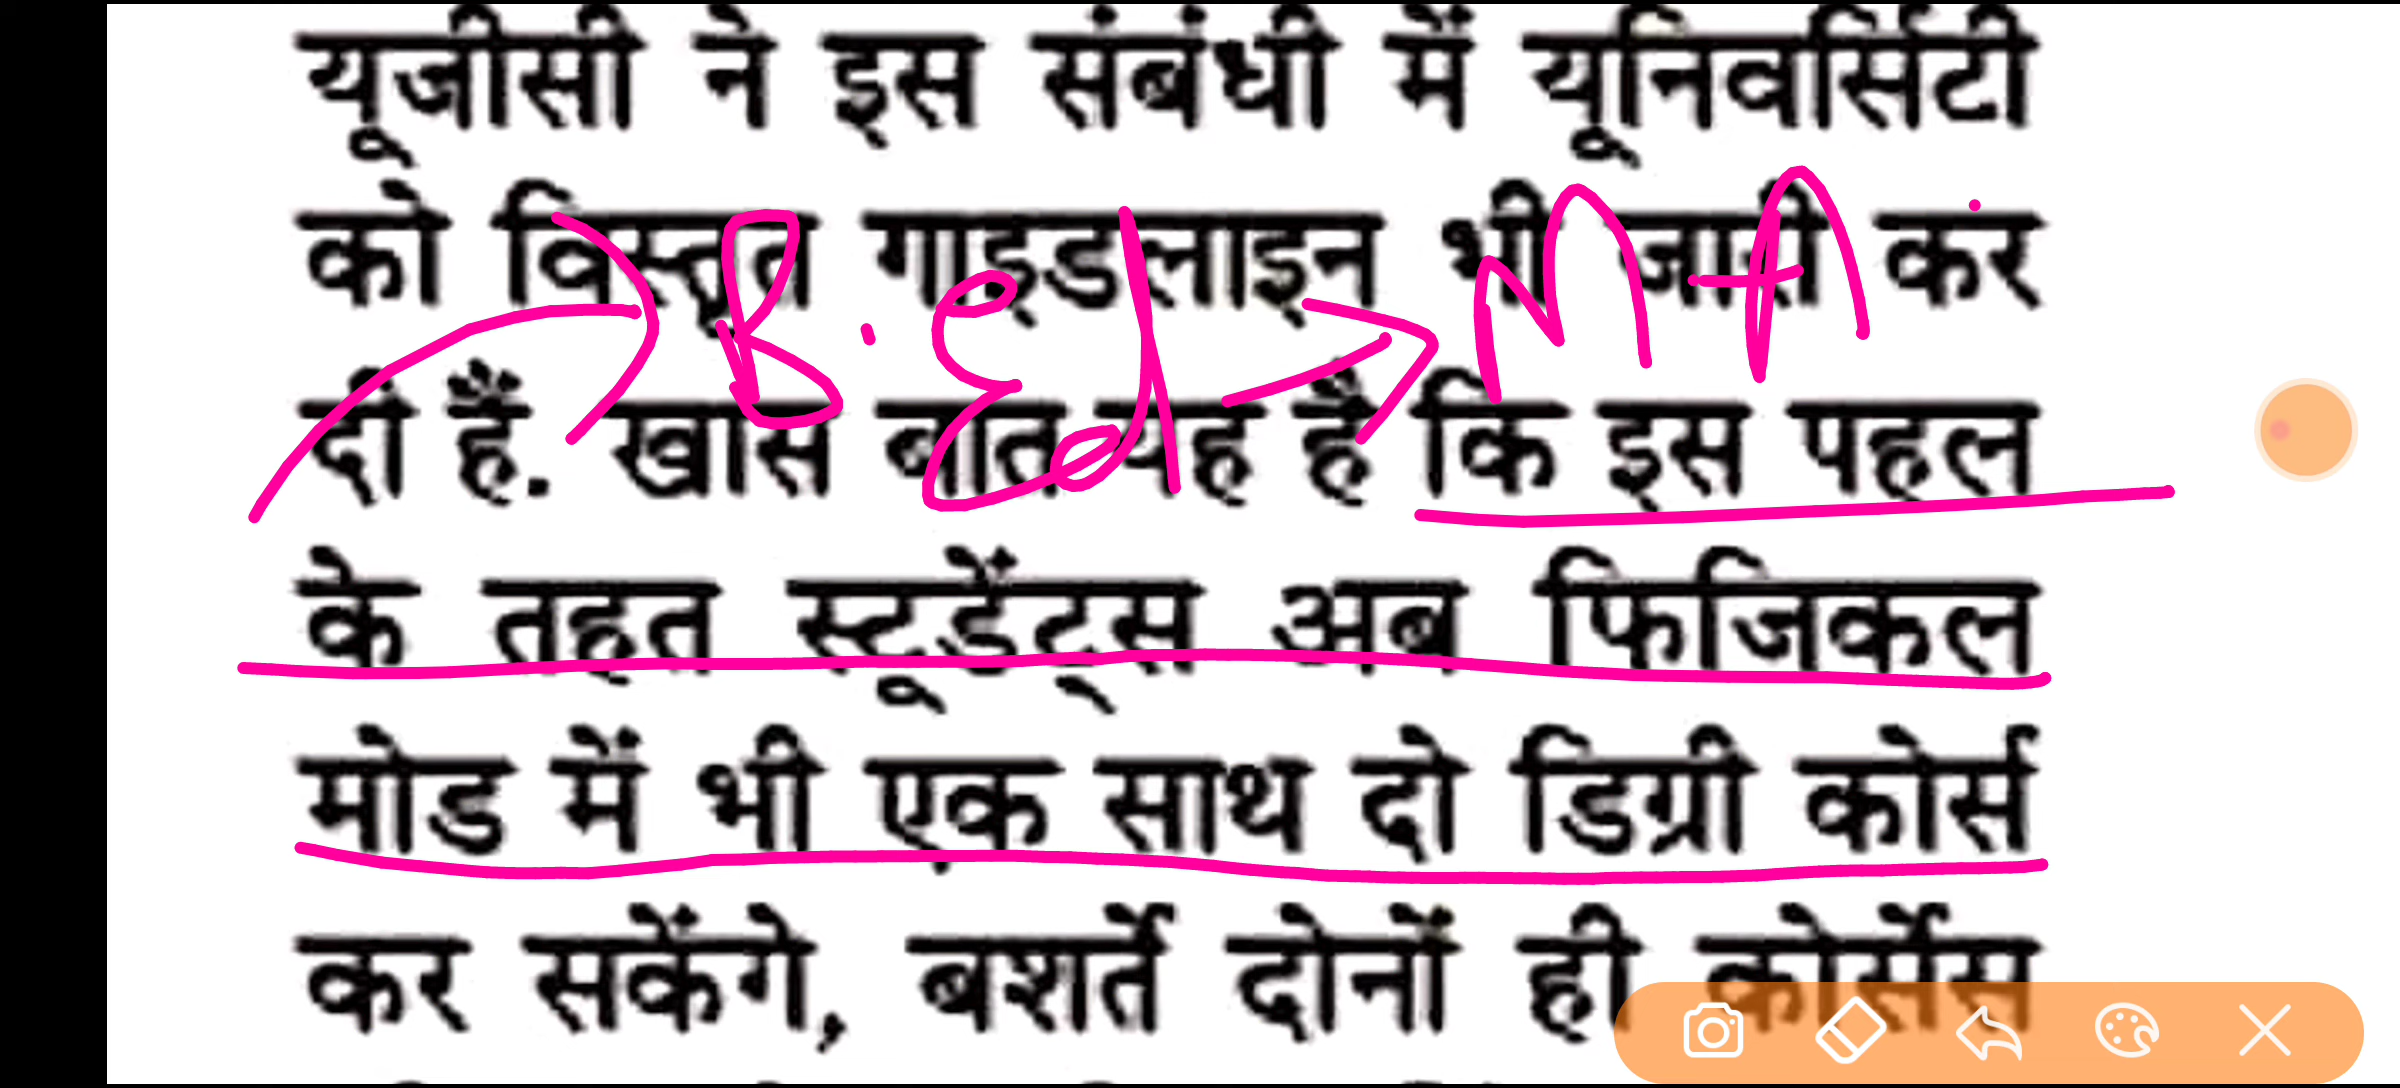 यूजीसी ने इस संबंधी में यूनिवर्सिटी
को विस्तृत गाइडलाइन भी जारी कर
दी हैं. खास बात यह है कि इस पहल
के तहत स्टूडेंट्स अब फिजिकल
मोड में भी एक साथ दो डिग्री कोर्स
कर सकेंगे, बशर्ते दोनों ही कोर्सेस
B.Ed MA